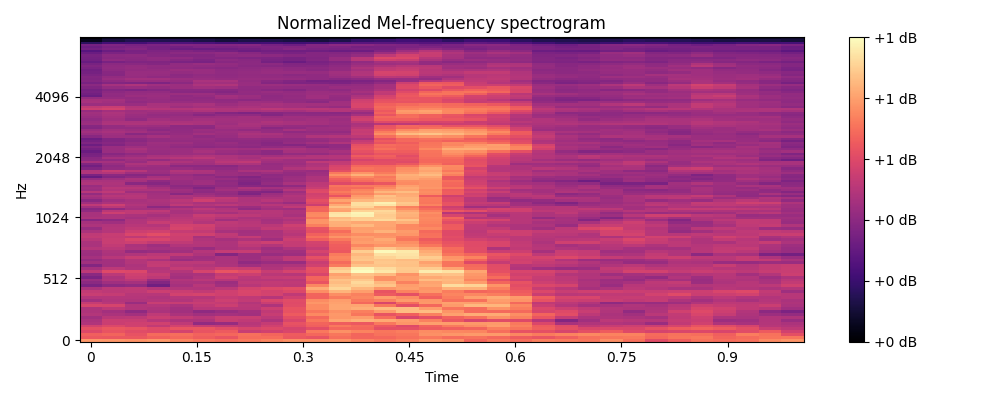 Normalized Mel-frequency spectrogram
Hz
4096
2048
1024
512
0
0 0.15 0.3 0.45 0.6 0.75 0.9
Time
+1 dB
+1 dB
+1 dB
+0 dB
+0 dB
+0 dB